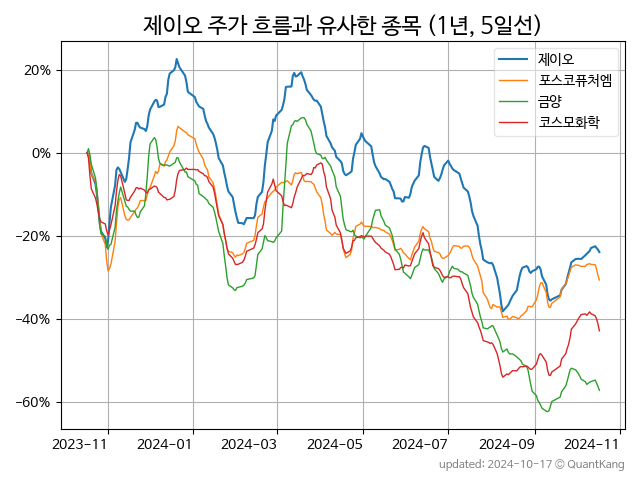 제이오 주가 흐름과 유사한 종목 (1년, 5일선)
제이오
포스코퓨처엠
금양
코스모화학
20%
0%
−20%
−40%
−60%
2023−11
2024−01
2024−03
2024−05
2024−07
2024−09
2024−11
updated: 2024-10-17 © QuantKang